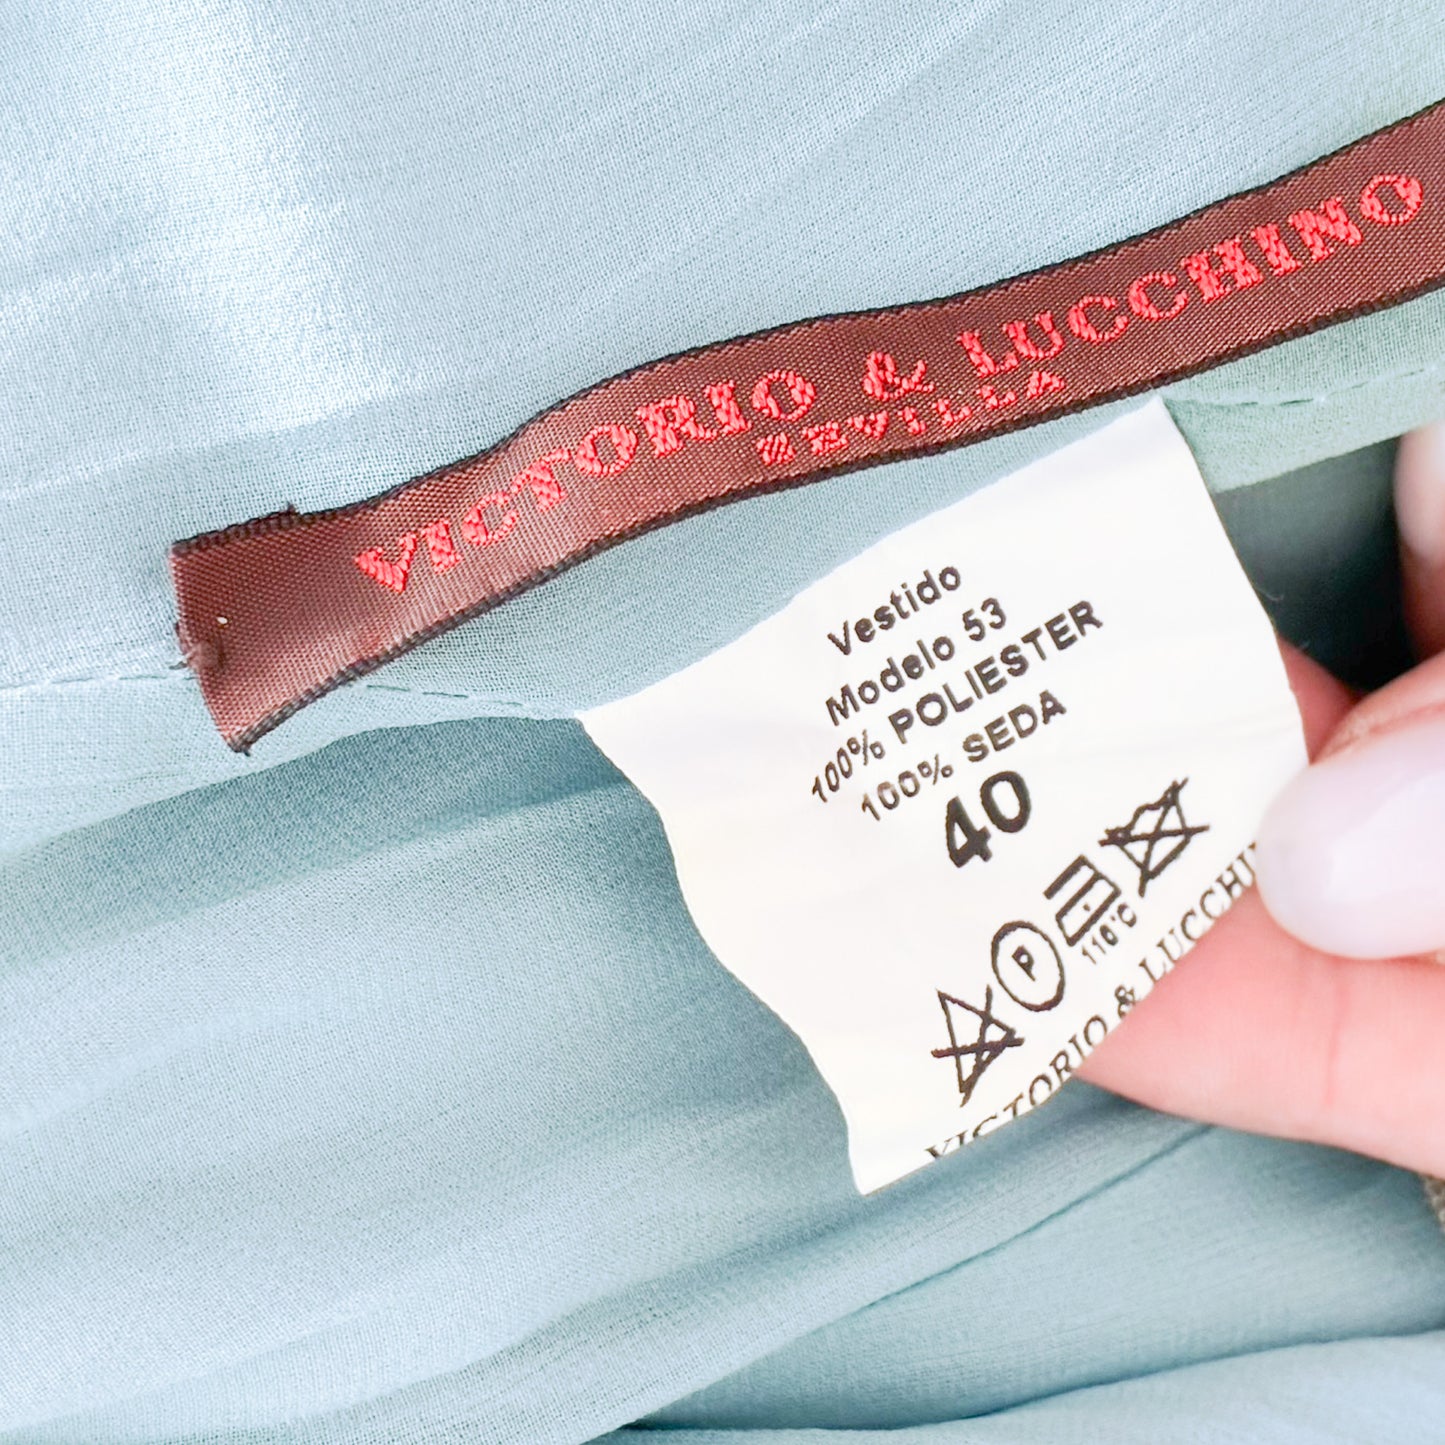 VICTORIO & LUCCHINO
SEVILLA
Vestido
Modelo 53
100% POLIESTER
100% SEDA
40
P
110°C
VICTORIO & LUCCHI